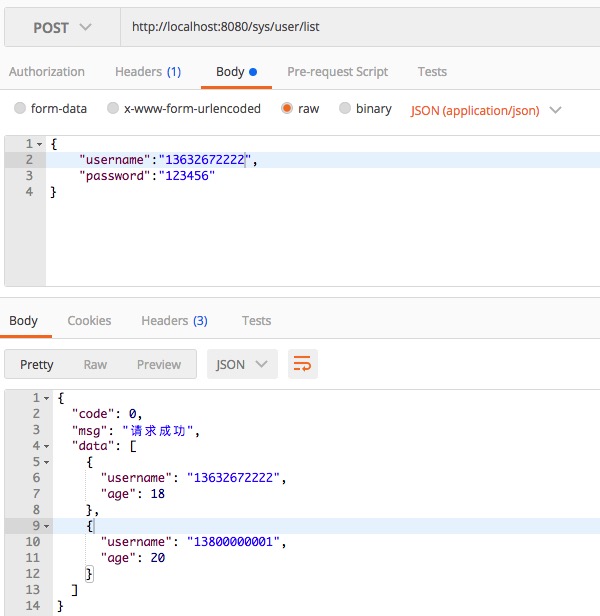 POST http://localhost:8080/sys/user/list
Authorization Headers (1) Body Pre-request Script Tests
form-data x-www-form-urlencoded raw binary JSON (application/json)
1 {
2 "username":"13632672222",
3 "password":"123456"
4 }
Body Cookies Headers (3) Tests
Pretty Raw Preview JSON
1 {
2 "code": 0,
3 "msg": "请求成功",
4 "data": [
5 {
6 "username": "13632672222",
7 "age": 18
8 },
9 {
10 "username": "13800000001",
11 "age": 20
12 }
13 ]
14 }